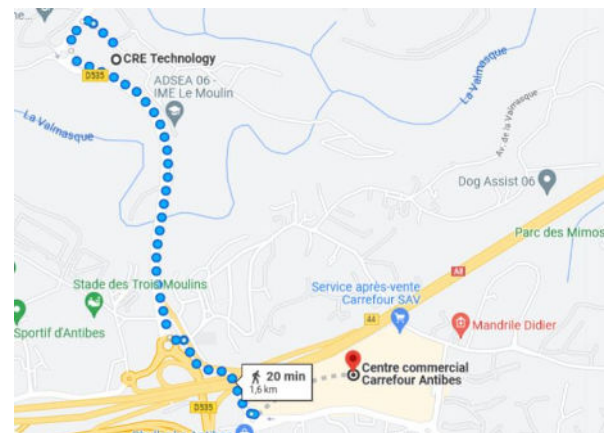 CRE Technology
D535
ADSEA 06 -
IME Le Moulin
La Valmasque
La Valmasque
Av. de la Valmasque
Dog Assist 06
Parc des Mimos
A8
Stade des Trois Moulins
Sportif d'Antibes
Service après-vente
Carrefour SAV
44
Mandrile Didier
20 min
1,6 km
Centre commercial
Carrefour Antibes
D535